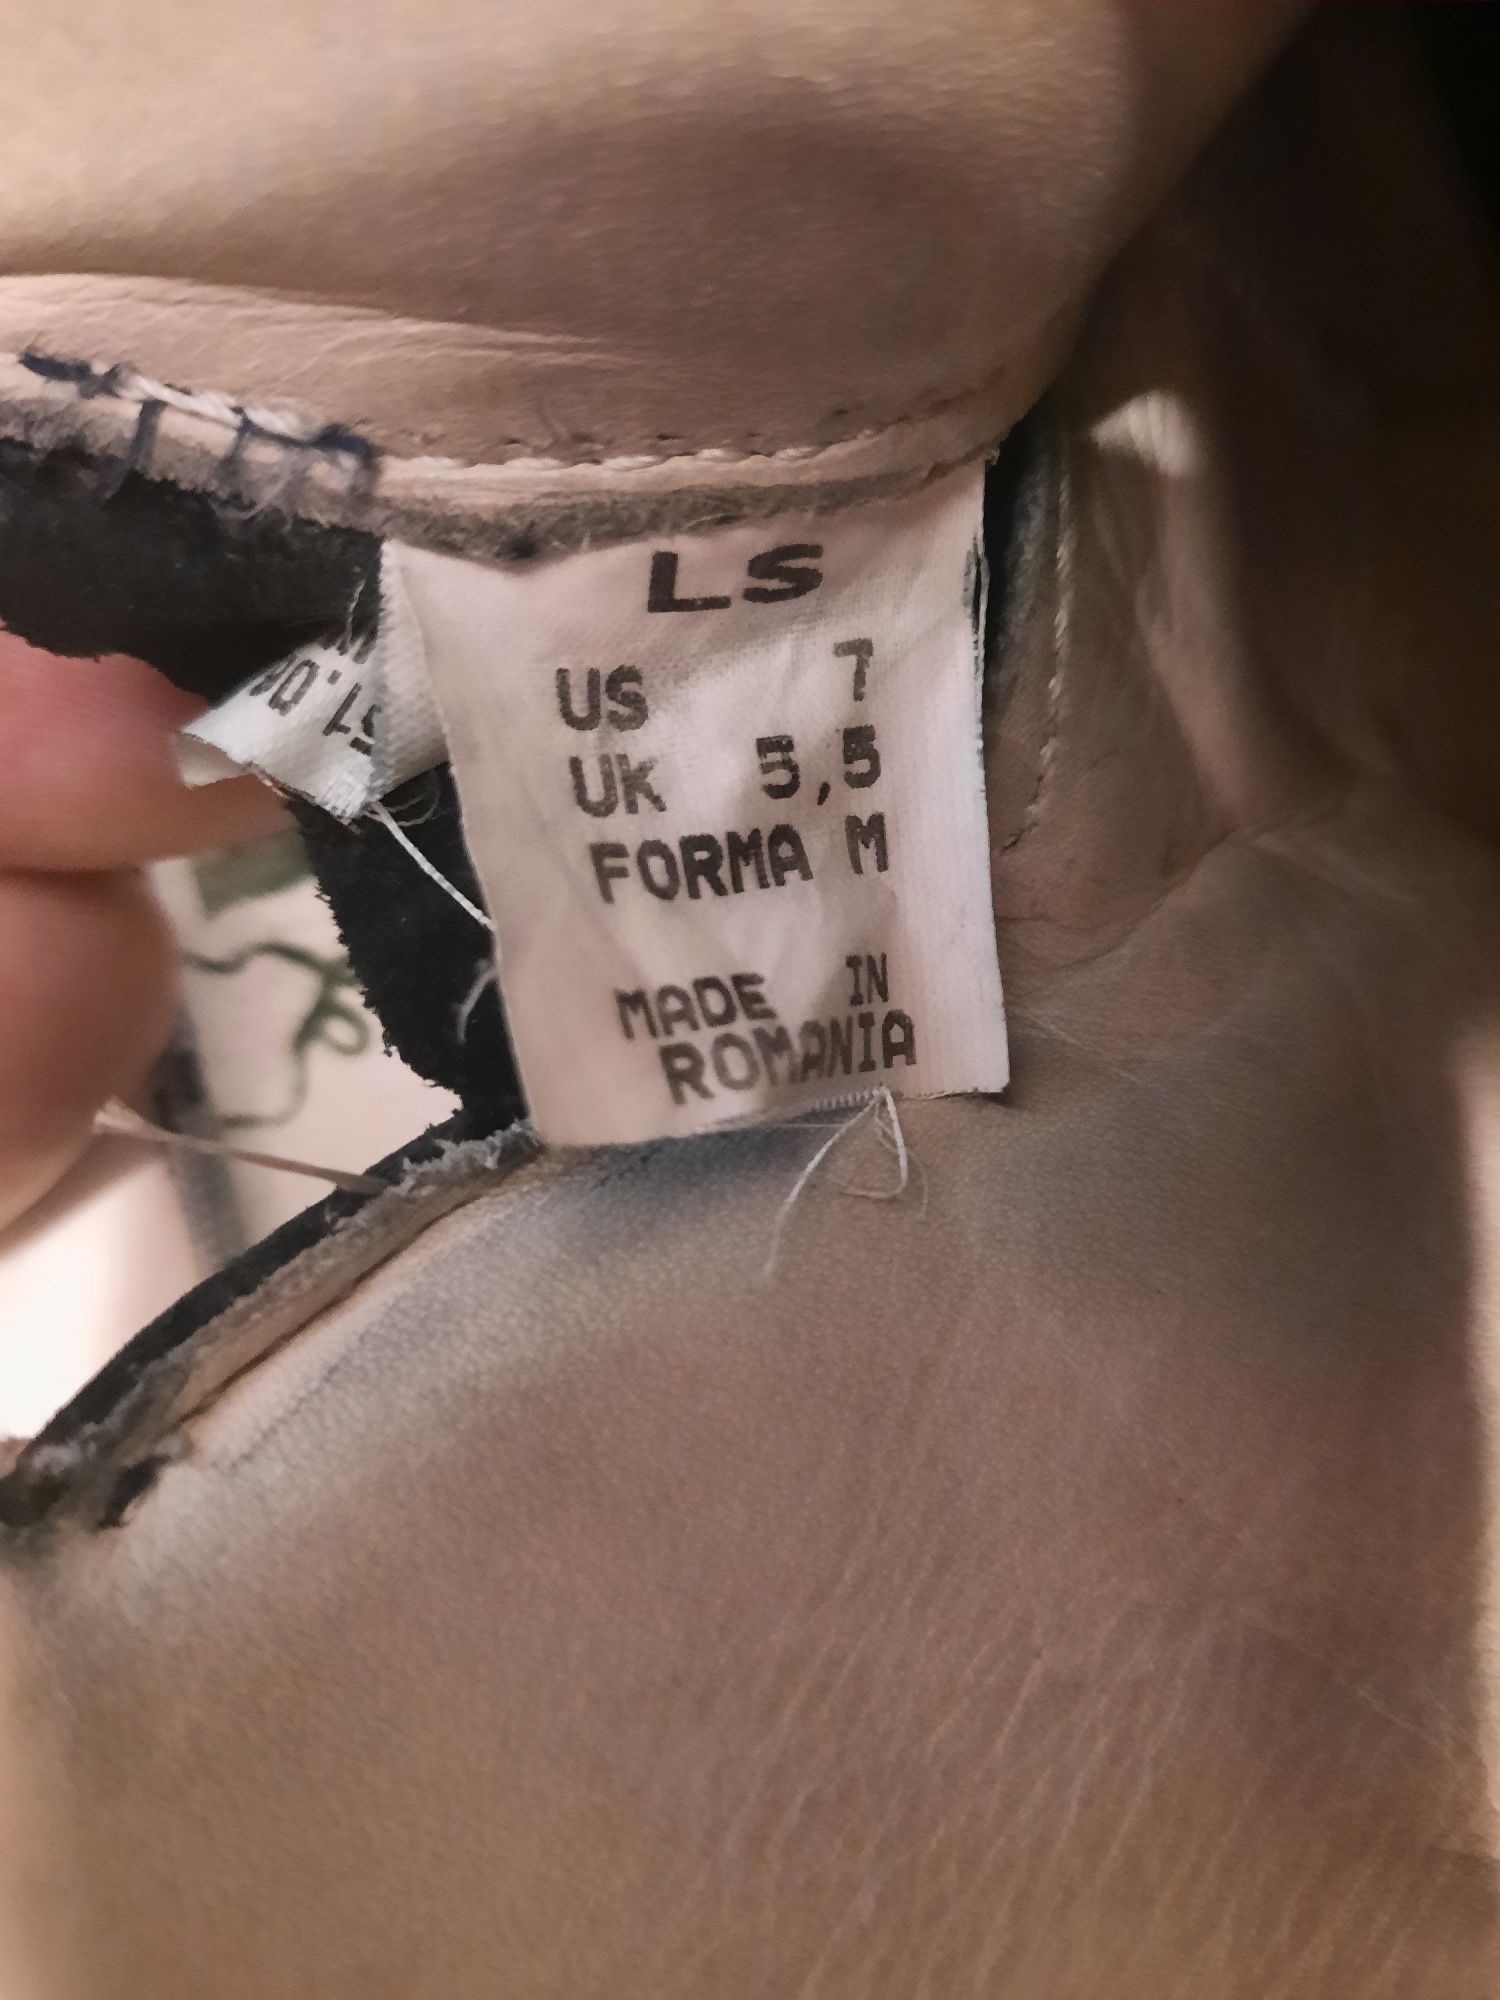 LS
US 7
UK 5,5
FORMA M
MADE IN
ROMANIA